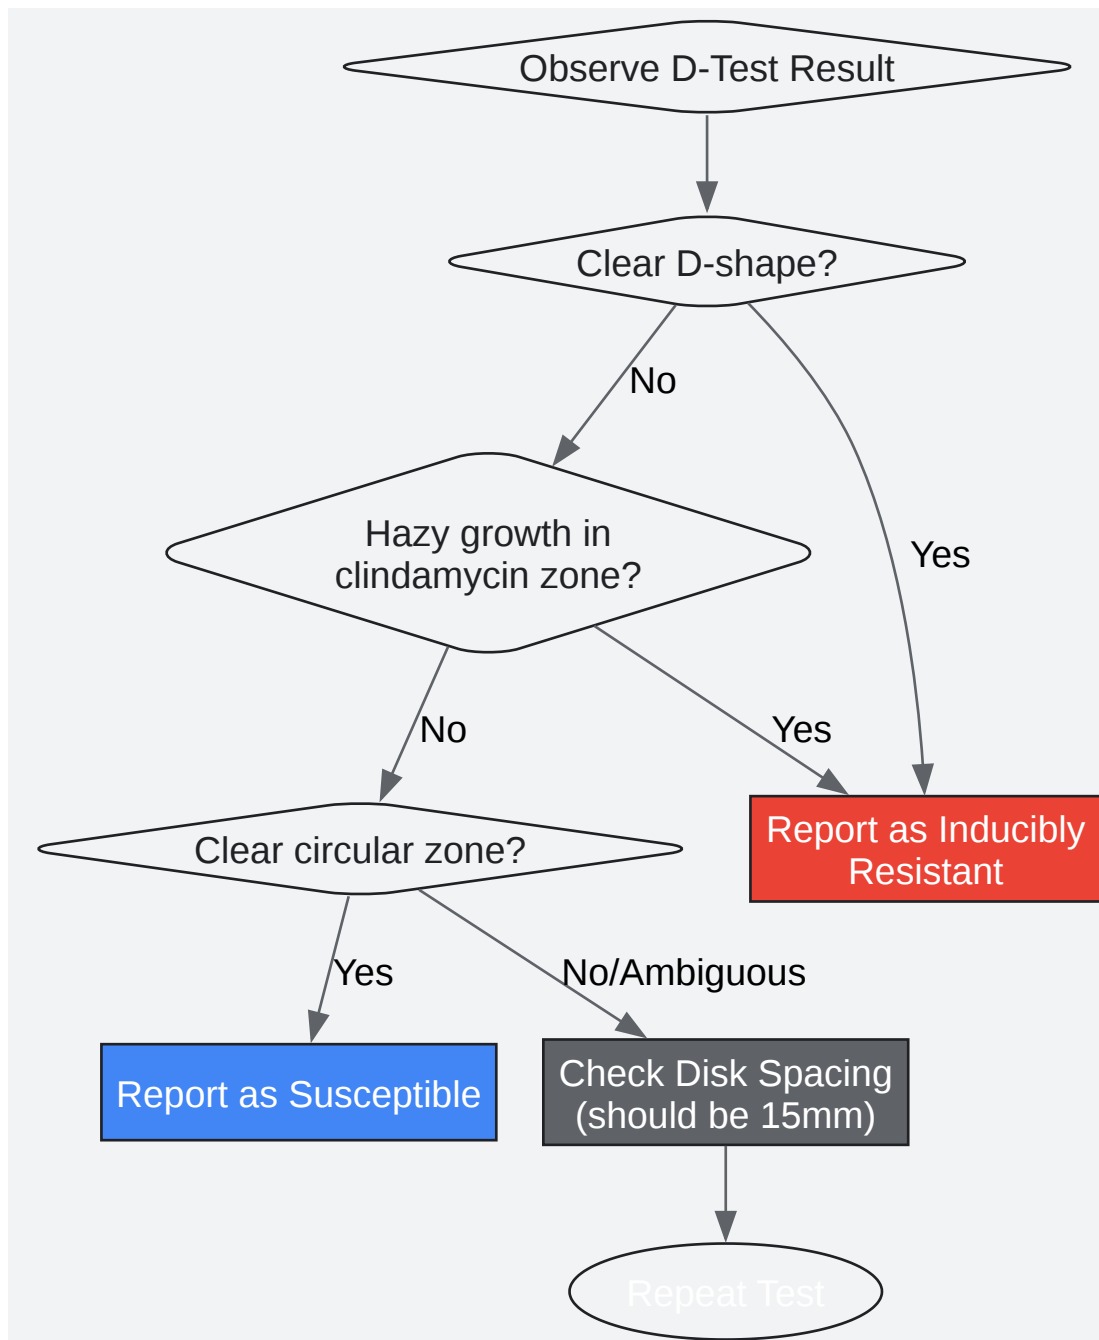 Observe D-Test Result
Clear D-shape?
No
Yes
Hazy growth in
clindamycin zone?
No
Yes
Report as Inducibly
Resistant
Clear circular zone?
Yes
No/Ambiguous
Report as Susceptible
Check Disk Spacing
(should be 15mm)
Repeat Test